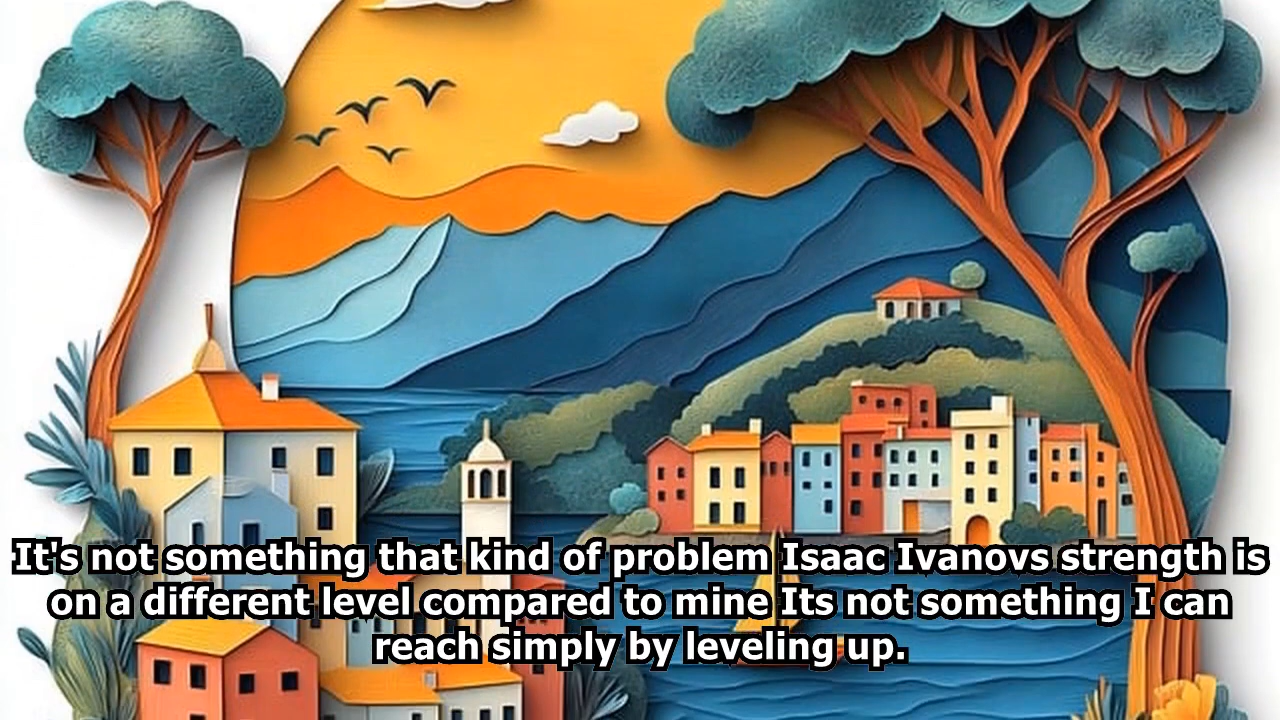 It's not something that kind of problem Isaac Ivanovs strength is
on a different level compared to mine Its not something I can
reach simply by leveling up.